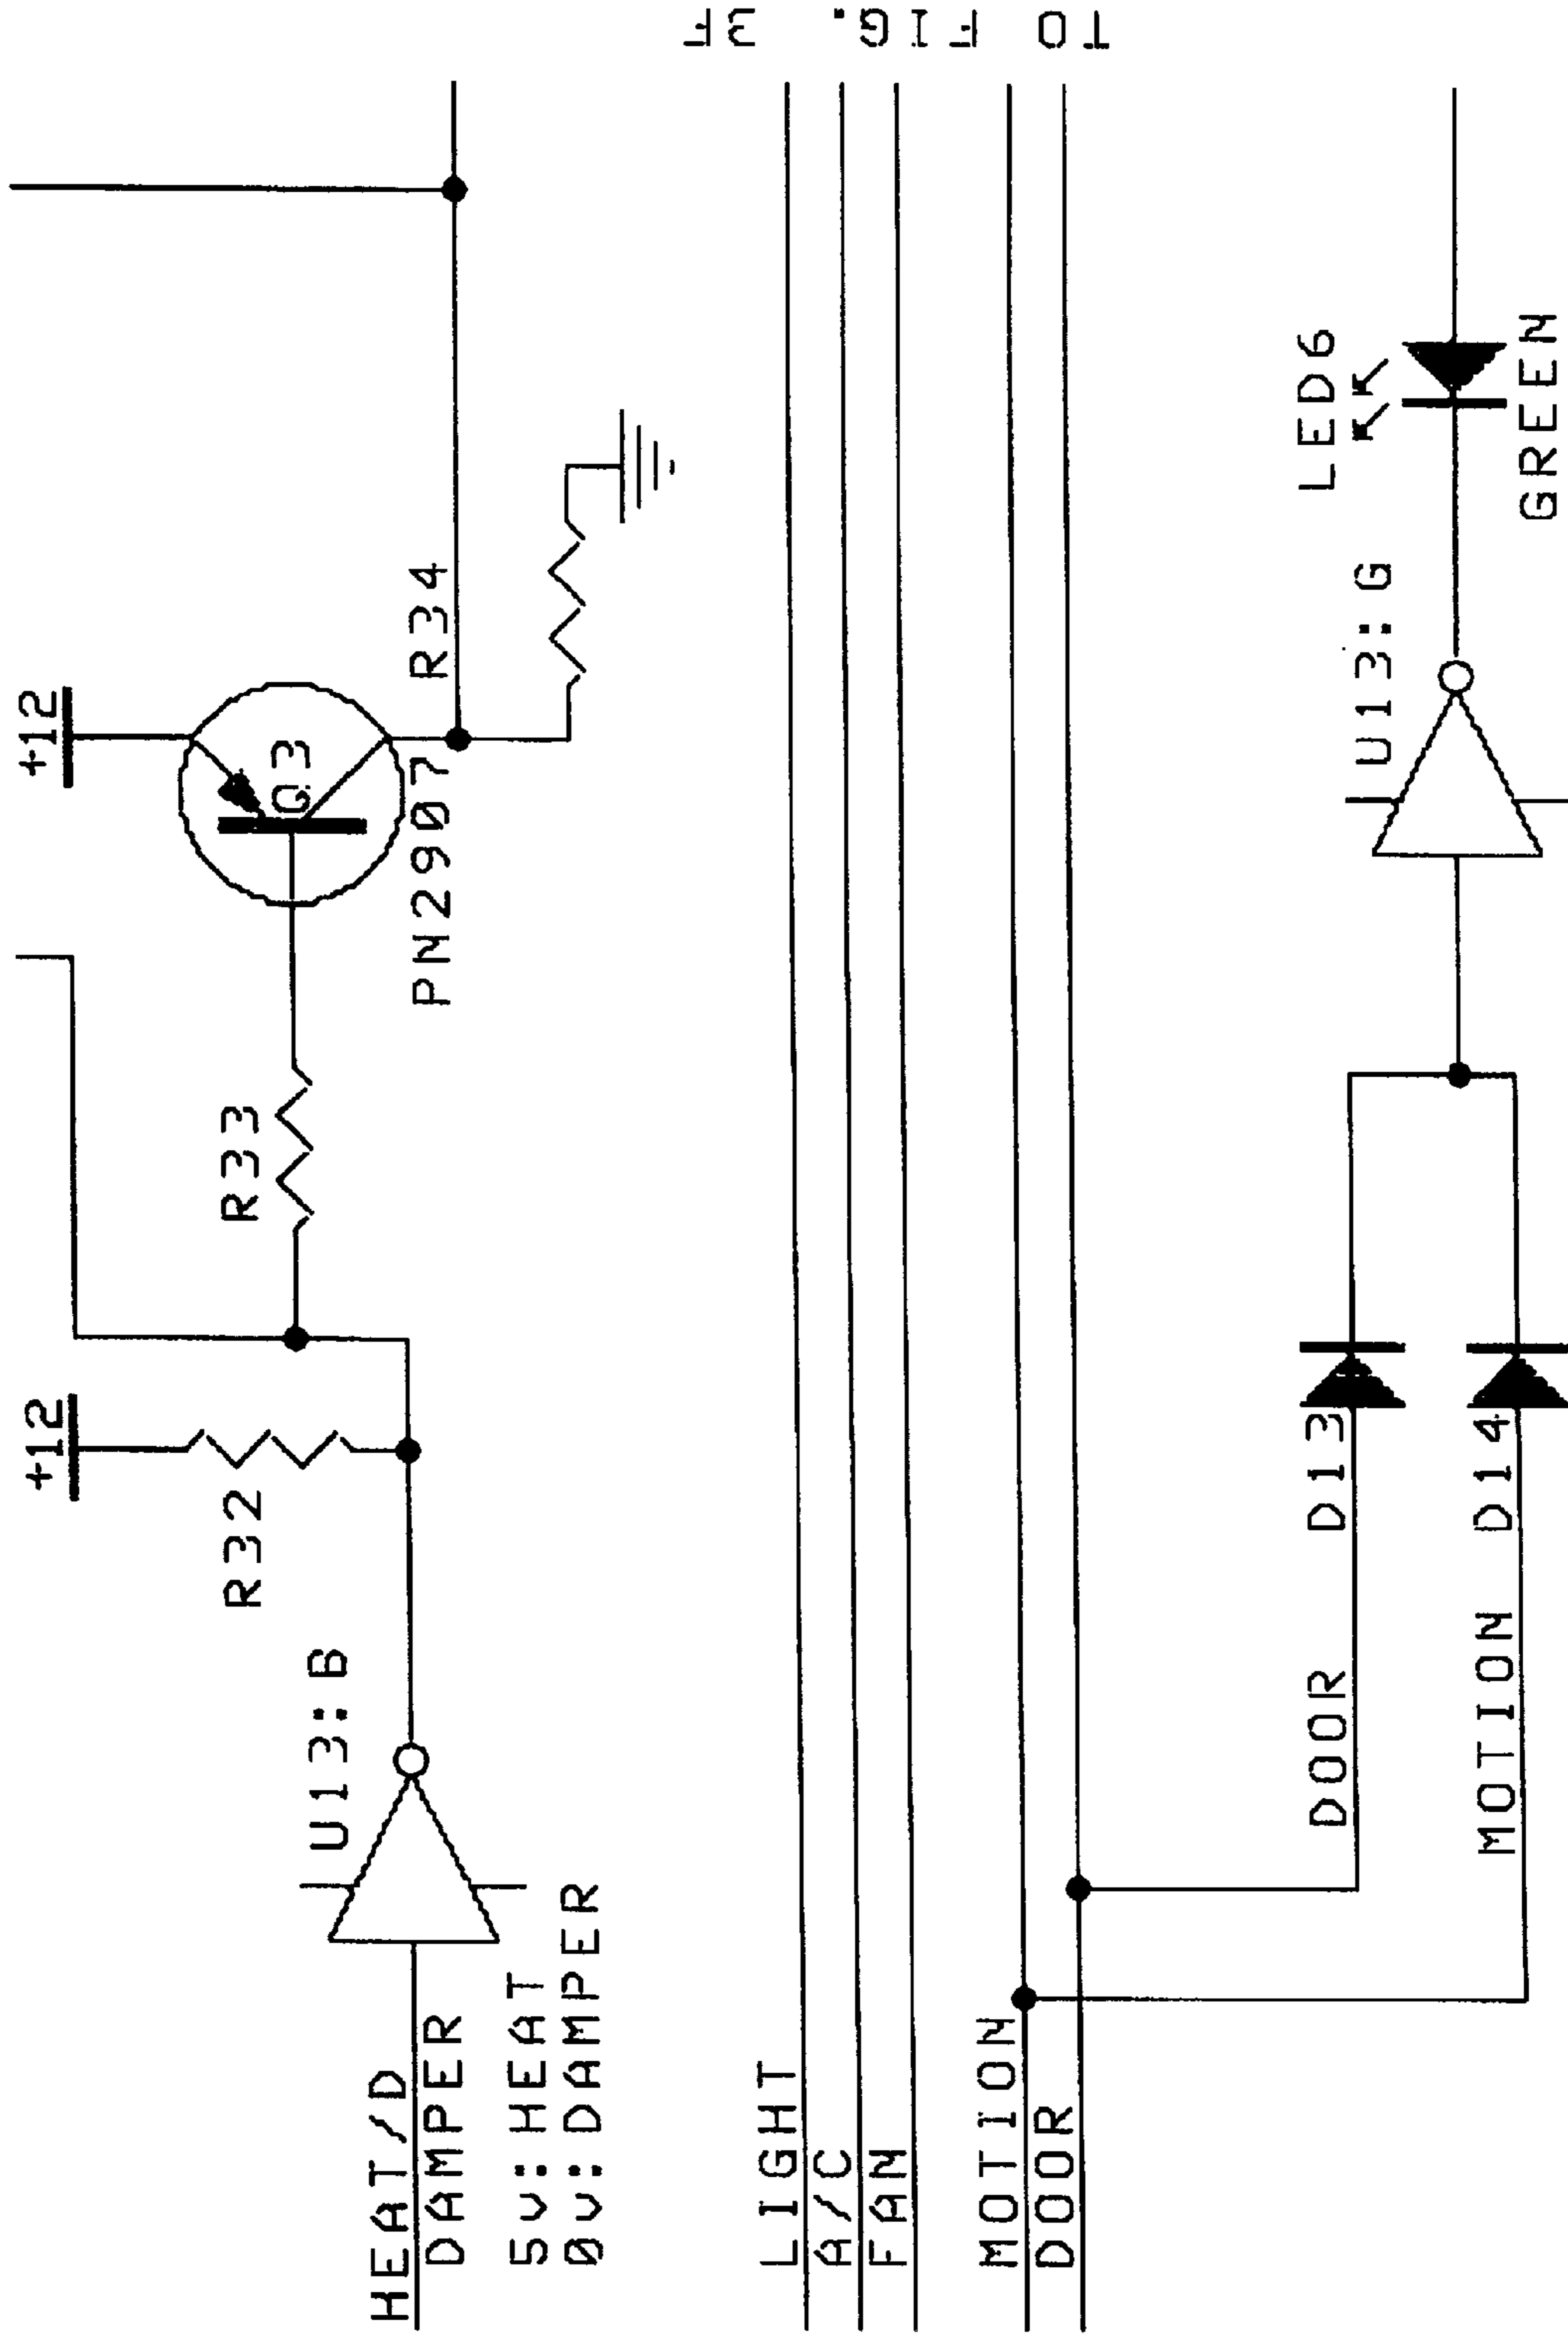 +12
+12
R32
R33
Q3
PN2907
R34
U13:B
HEAT/D
DAMPER
5v:HEAT
0v:DAMPER
LIGHT
A/C
FAN
MOTION
DOOR
TO FIG. 3F
DOOR D13
MOTION D14
U13:G
LED6
GREEN